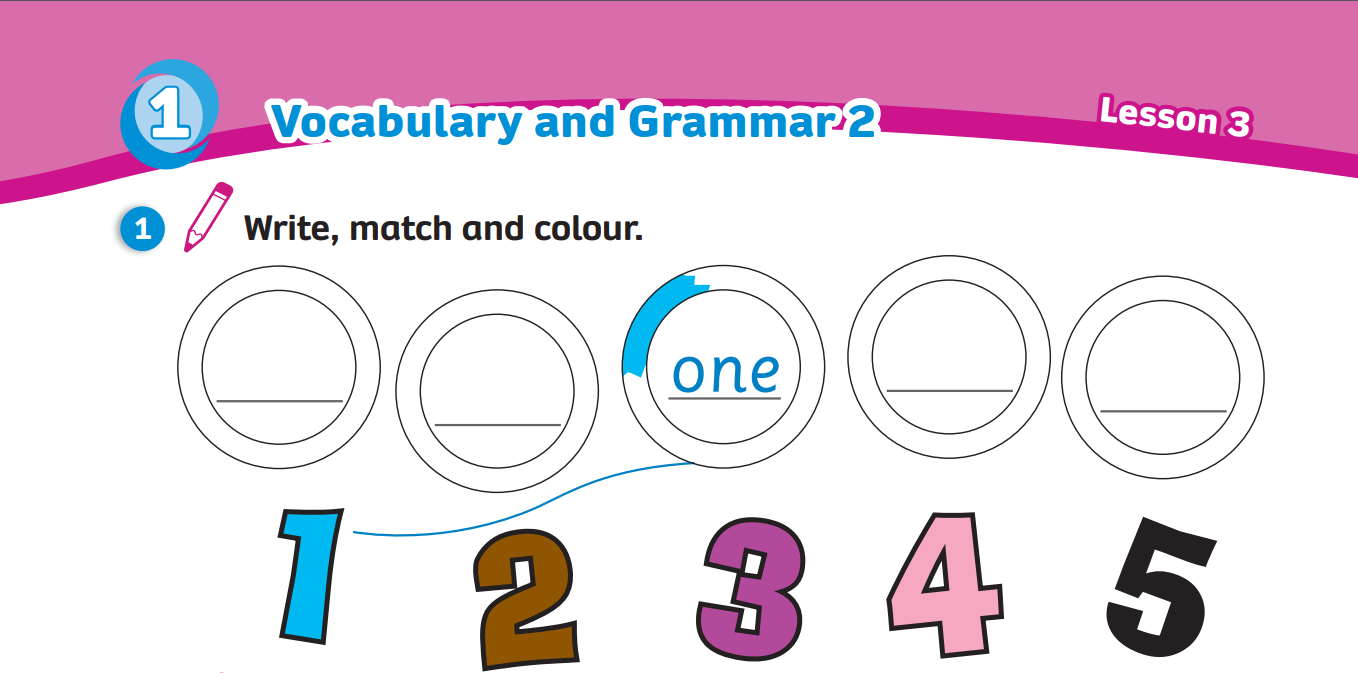 1
Vocabulary and Grammar 2
Lesson 3
1 Write, match and colour.
one
1 2 3 4 5